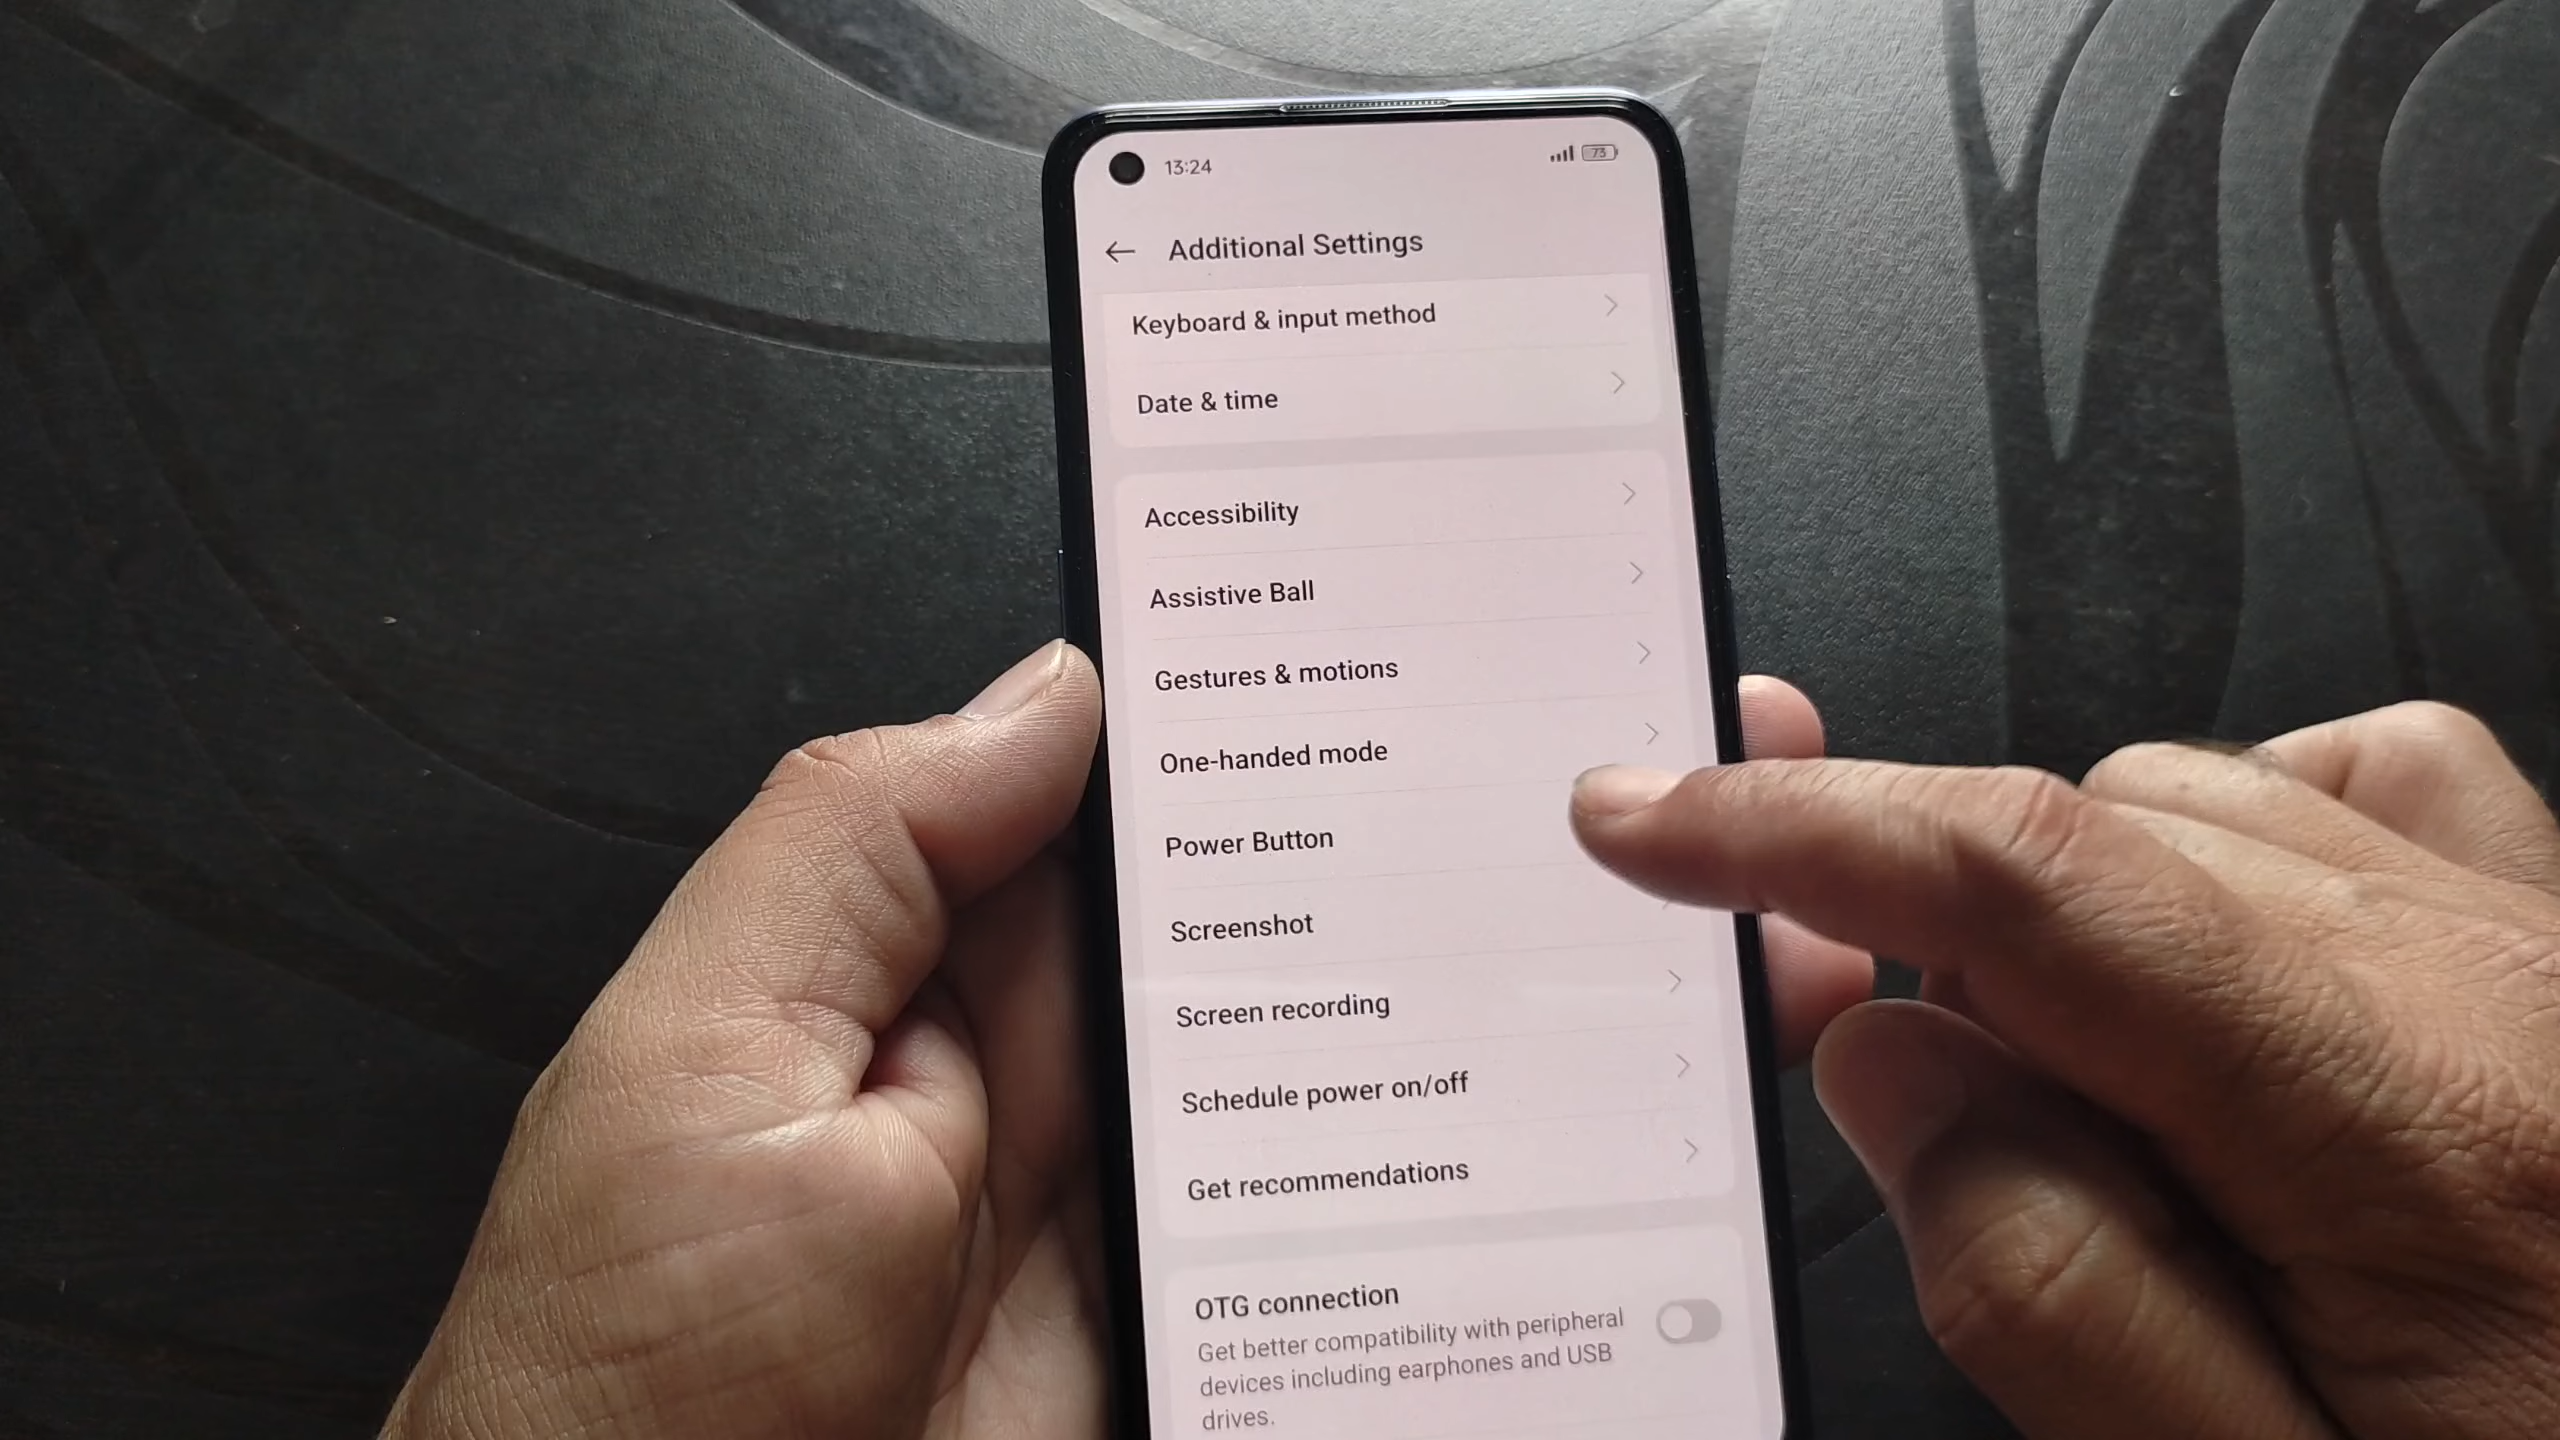 13:24
73
Additional Settings
Keyboard & input method
Date & time
Accessibility
Assistive Ball
Gestures & motions
One-handed mode
Power Button
Screenshot
Screen recording
Schedule power on/off
Get recommendations
OTG connection
Get better compatibility with peripheral
devices including earphones and USB
drives.